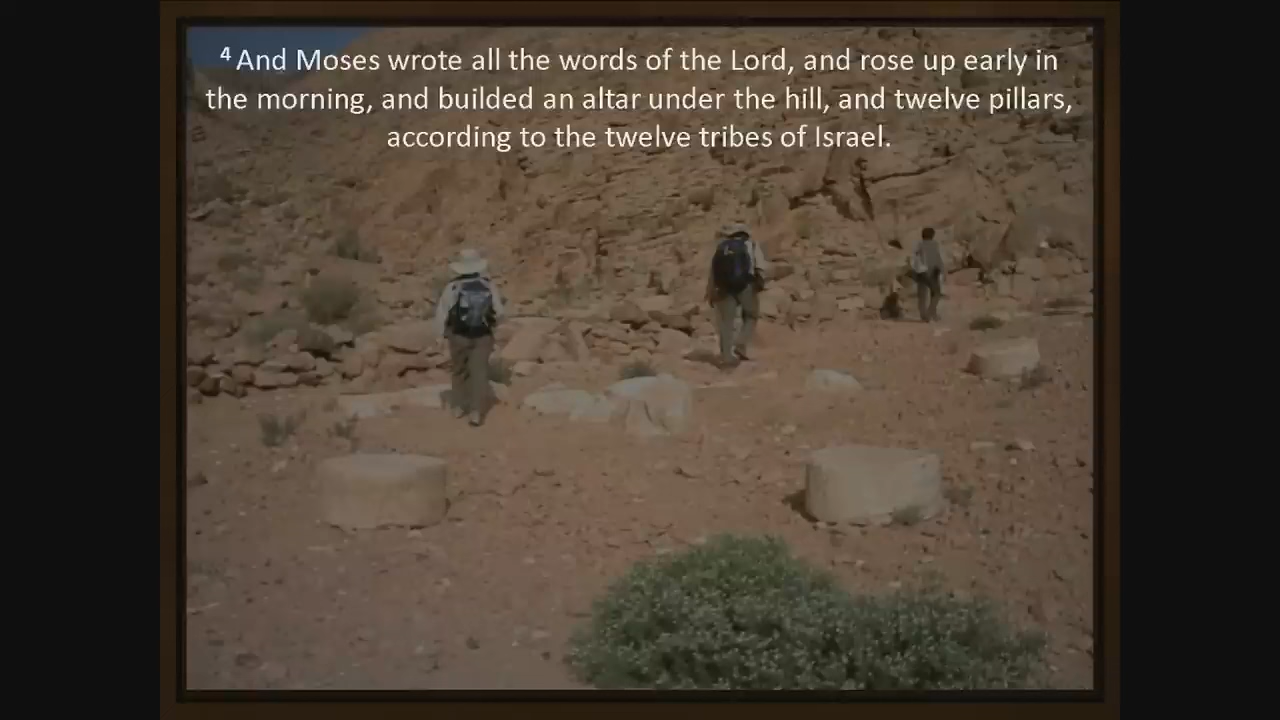 4 And Moses wrote all the words of the Lord, and rose up early in
the morning, and builded an altar under the hill, and twelve pillars,
according to the twelve tribes of Israel.